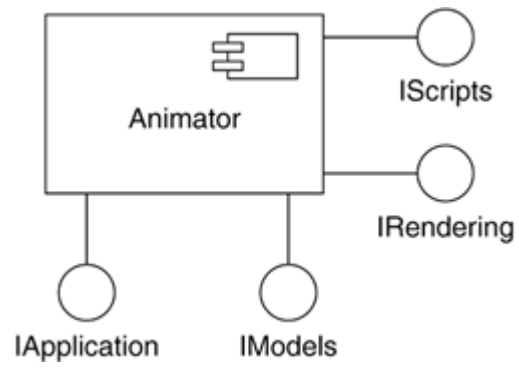 Animator
IScripts
IRendering
IApplication
IModels